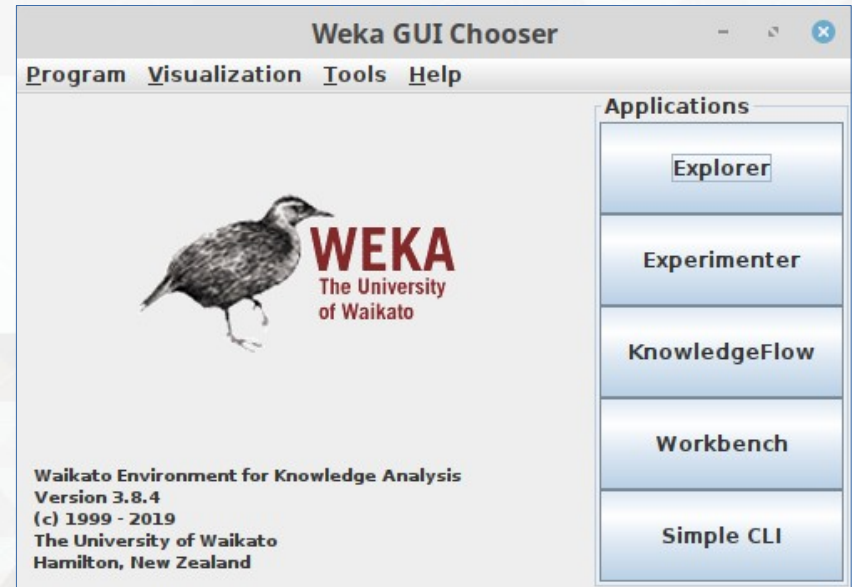 Weka GUI Chooser
Program Visualization Tools Help
Applications
Explorer
Experimenter
KnowledgeFlow
Workbench
Simple CLI
WEKA
The University
of Waikato
Waikato Environment for Knowledge Analysis
Version 3.8.4
(c) 1999 - 2019
The University of Waikato
Hamilton, New Zealand